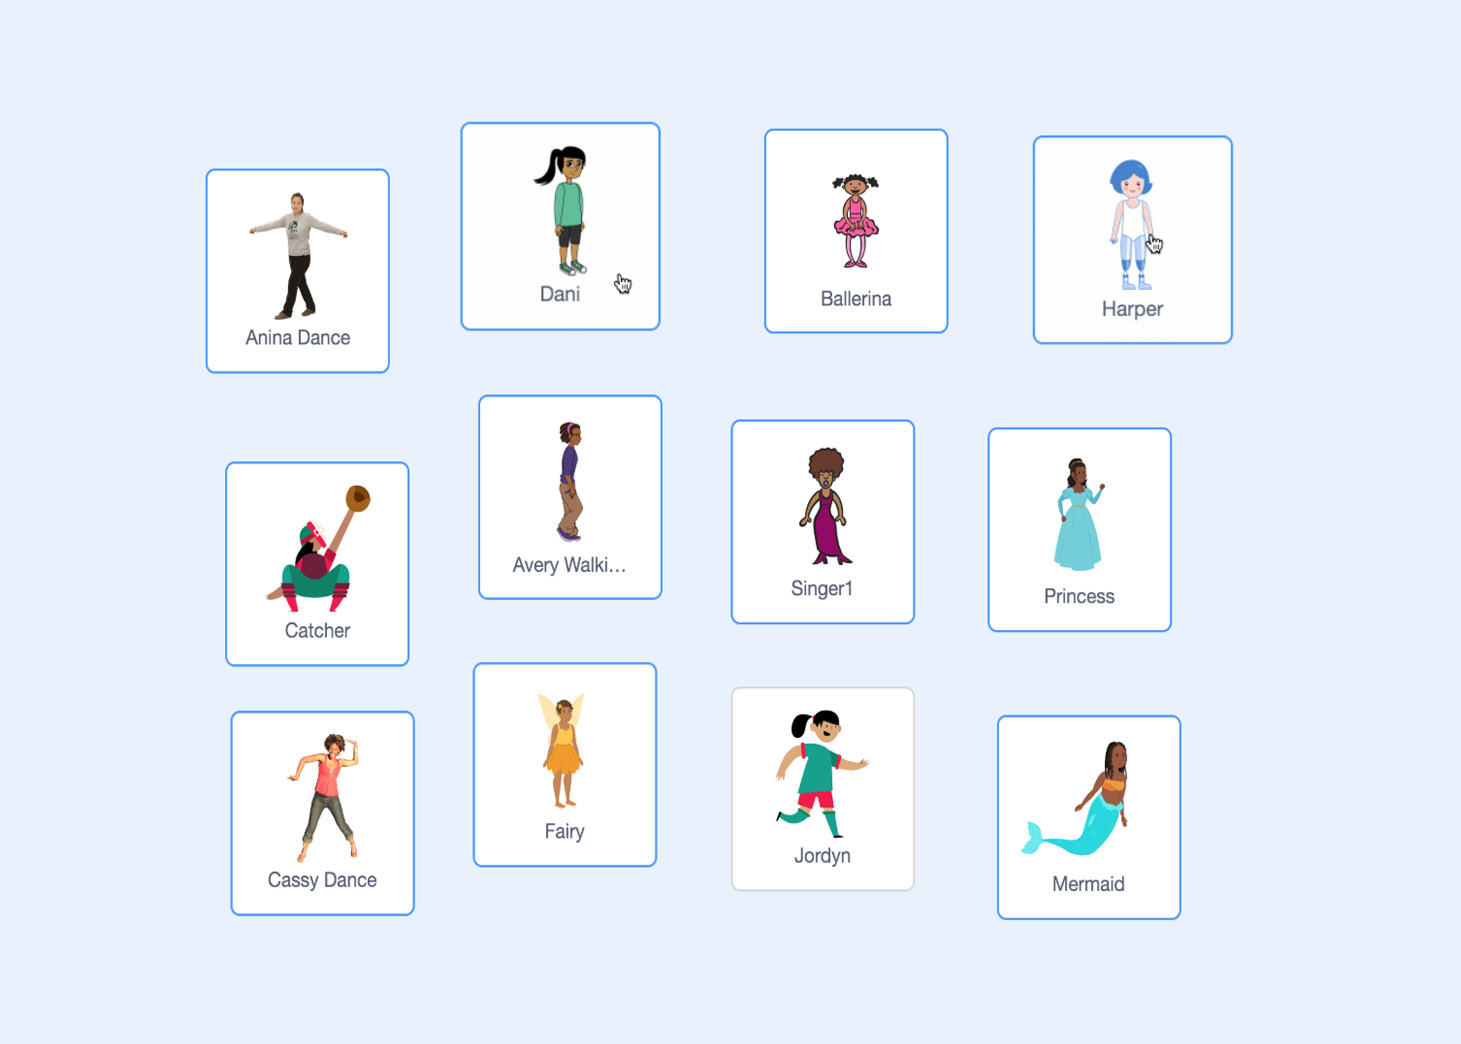 Anina Dance
Dani
Ballerina
Harper
Catcher
Avery Walki...
Singer1
Princess
Cassy Dance
Fairy
Jordyn
Mermaid